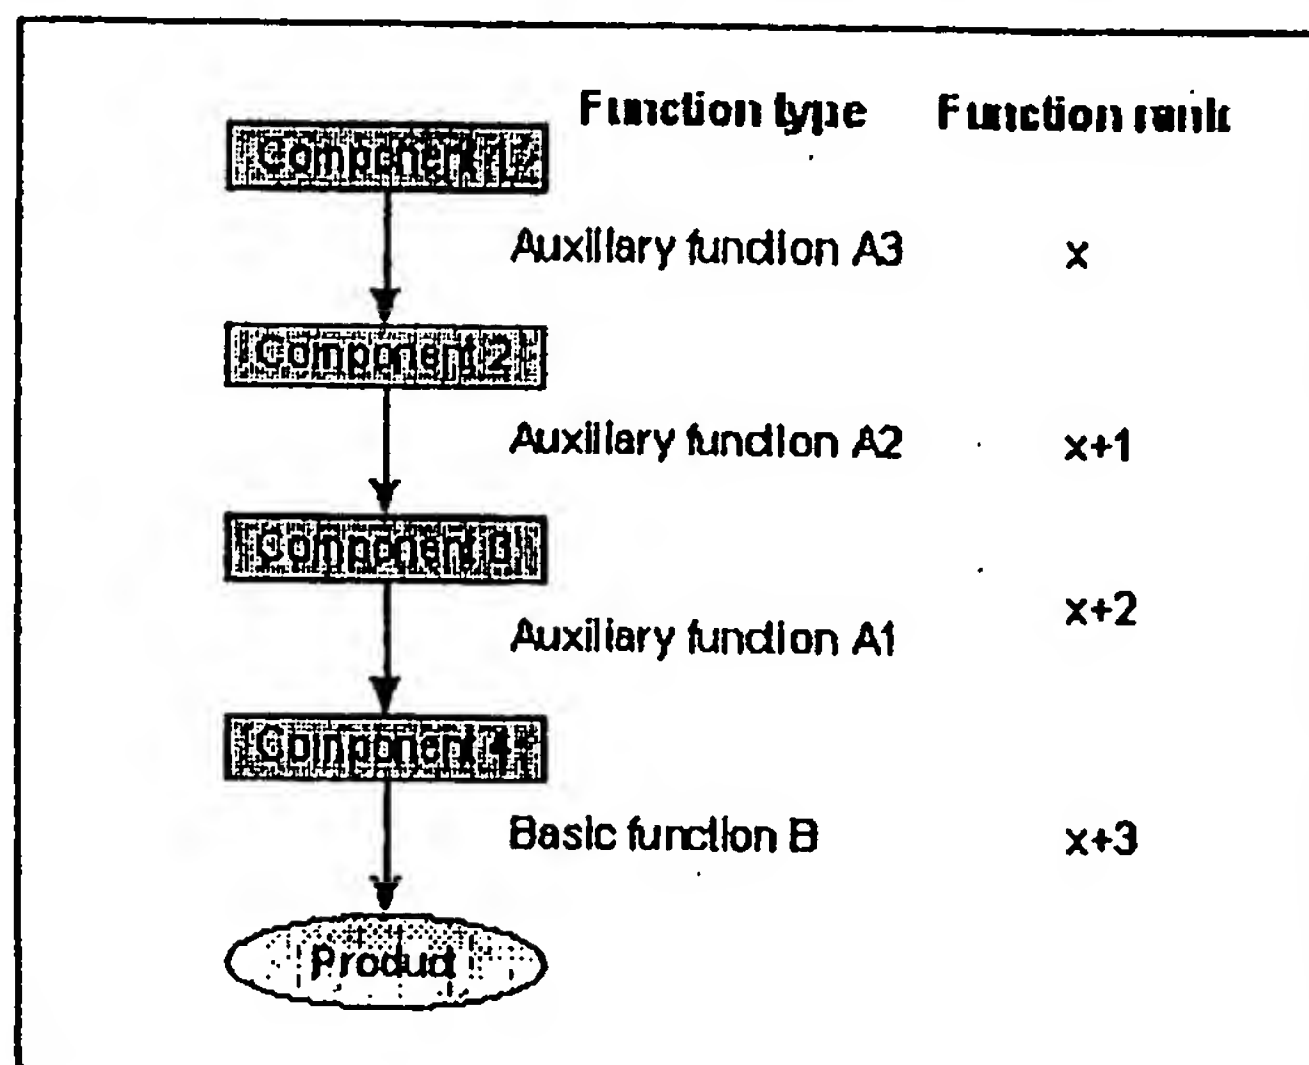 Function type Function rank
Component 1
Auxiliary function A3 x
Component 2
Auxiliary function A2 x+1
Component 3
Auxiliary function A1 x+2
Component 4
Basic function B x+3
Product